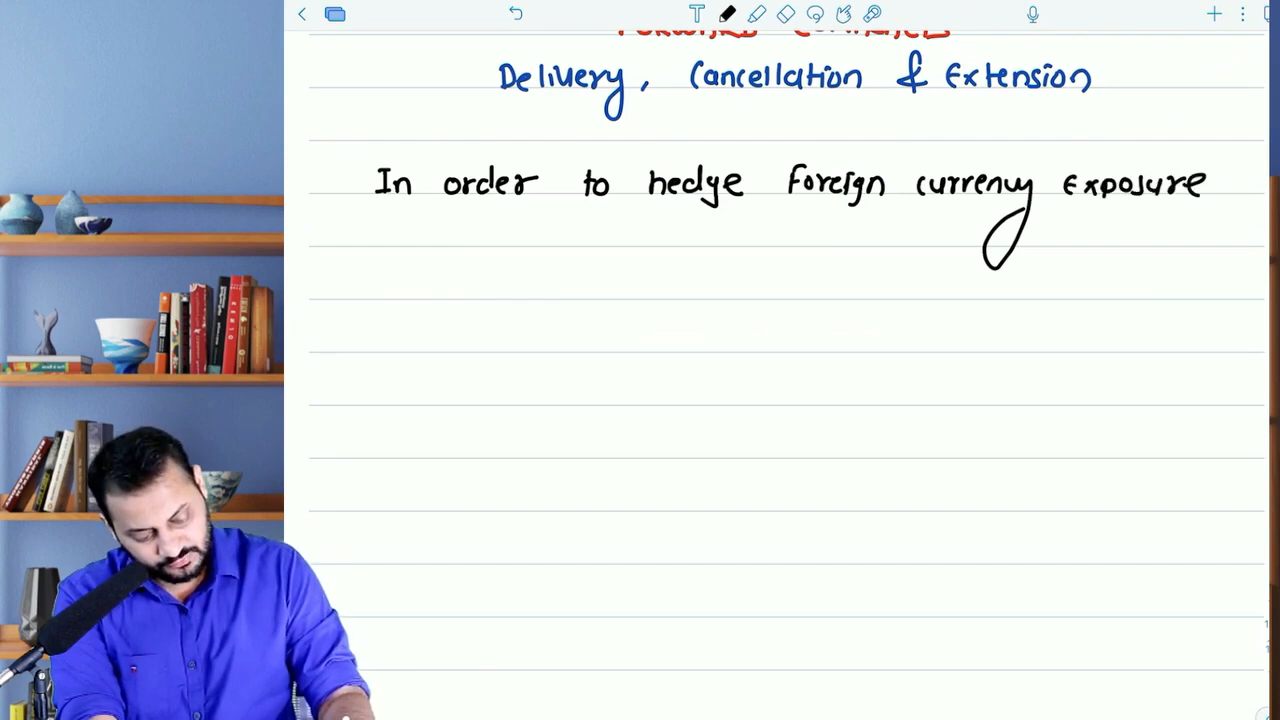 Delivery, Cancellation & Extension
In order to hedge Foreign currency Exposure